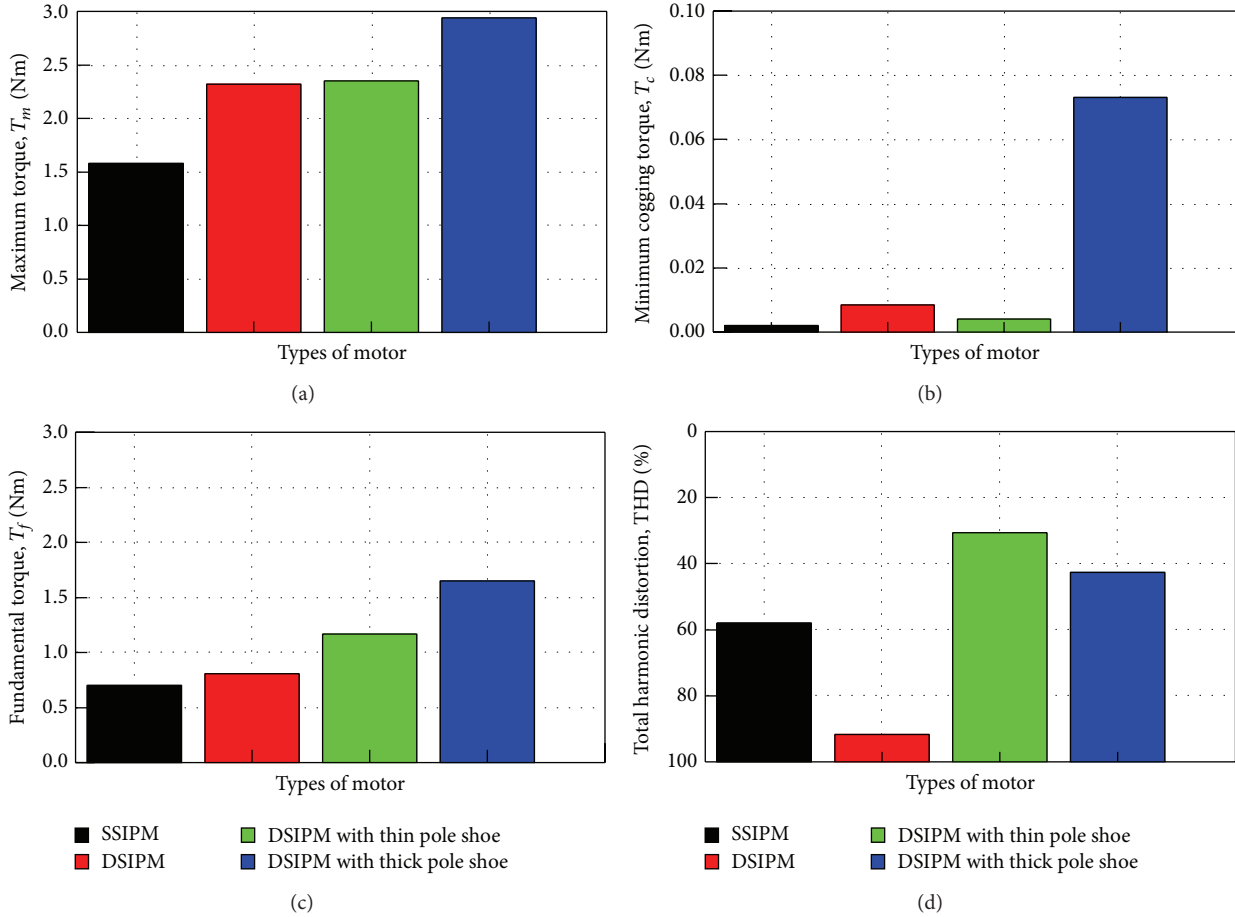 3.0
2.5
2.0
1.5
1.0
0.5
0.0
Maximum torque, Tm (Nm)
Types of motor
(a)
0.10
0.08
0.06
0.04
0.02
0.00
Minimum cogging torque, Tc (Nm)
Types of motor
(b)
3.0
2.5
2.0
1.5
1.0
0.5
0.0
Fundamental torque, Tf (Nm)
Types of motor
SSIPM
DSIPM
DSIPM with thin pole shoe
DSIPM with thick pole shoe
(c)
0
20
40
60
80
100
Total harmonic distortion, THD (%)
Types of motor
SSIPM
DSIPM
DSIPM with thin pole shoe
DSIPM with thick pole shoe
(d)